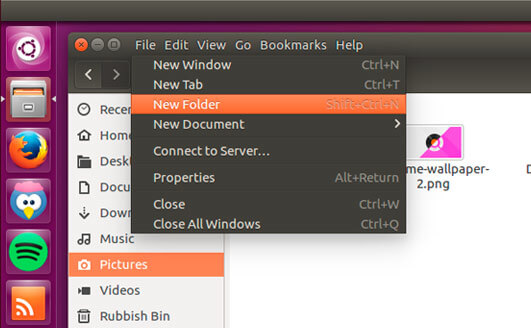 File Edit View Go Bookmarks Help
New Window Ctrl+N
New Tab Ctrl+T
New Folder Shift+Ctrl+N
New Document
Connect to Server...
Properties Alt+Return
Close Ctrl+W
Close All Windows Ctrl+Q
Recen
Home
Deskt
Docu
Down
Music
Pictures
Videos
Rubbish Bin
me-wallpaper-
2.png
D